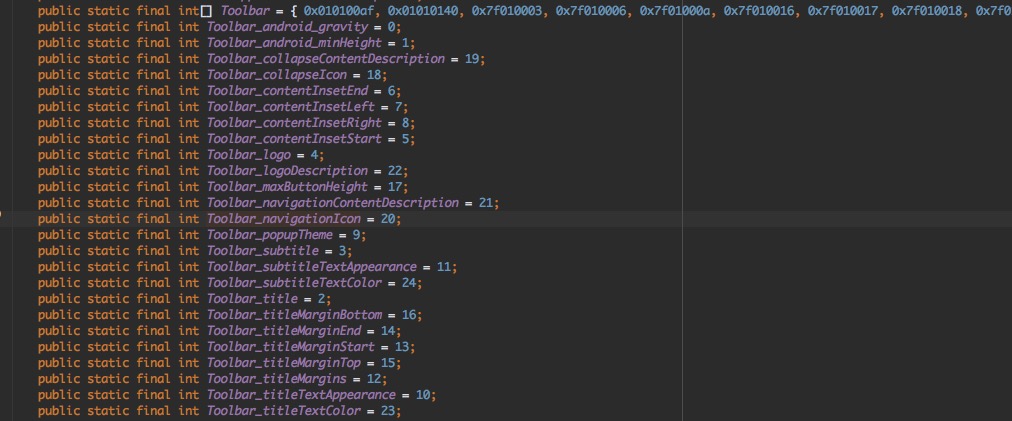 public static final int[] Toolbar = { 0x010100af, 0x01010140, 0x7f010003, 0x7f010006, 0x7f01000a, 0x7f010016, 0x7f010017, 0x7f010018, 0x7f0
public static final int Toolbar_android_gravity = 0;
public static final int Toolbar_android_minHeight = 1;
public static final int Toolbar_collapseContentDescription = 19;
public static final int Toolbar_collapseIcon = 18;
public static final int Toolbar_contentInsetEnd = 6;
public static final int Toolbar_contentInsetLeft = 7;
public static final int Toolbar_contentInsetRight = 8;
public static final int Toolbar_contentInsetStart = 5;
public static final int Toolbar_logo = 4;
public static final int Toolbar_logoDescription = 22;
public static final int Toolbar_maxButtonHeight = 17;
public static final int Toolbar_navigationContentDescription = 21;
public static final int Toolbar_navigationIcon = 20;
public static final int Toolbar_popupTheme = 9;
public static final int Toolbar_subtitle = 3;
public static final int Toolbar_subtitleTextAppearance = 11;
public static final int Toolbar_subtitleTextColor = 24;
public static final int Toolbar_title = 2;
public static final int Toolbar_titleMarginBottom = 16;
public static final int Toolbar_titleMarginEnd = 14;
public static final int Toolbar_titleMarginStart = 13;
public static final int Toolbar_titleMarginTop = 15;
public static final int Toolbar_titleMargins = 12;
public static final int Toolbar_titleTextAppearance = 10;
public static final int Toolbar_titleTextColor = 23;